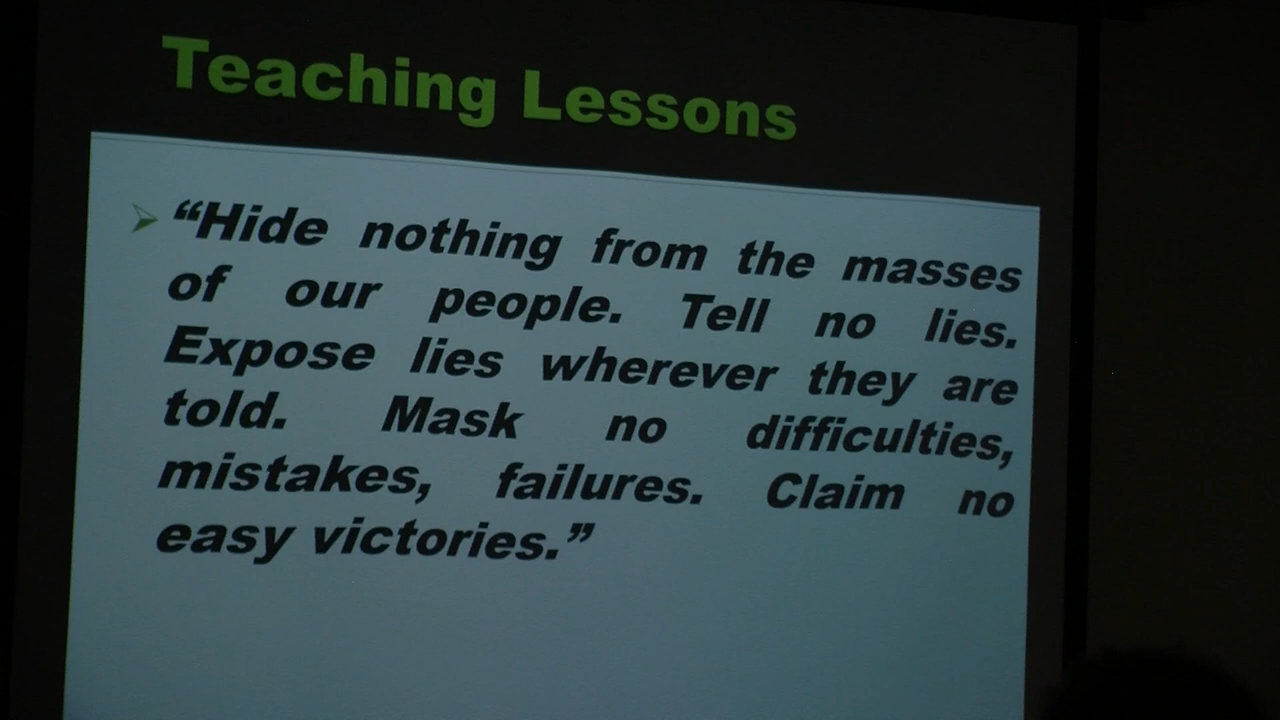 Teaching Lessons
“Hide nothing from the masses
of our people. Tell no lies.
Expose lies wherever they are
told. Mask no difficulties,
mistakes, failures. Claim no
easy victories.”